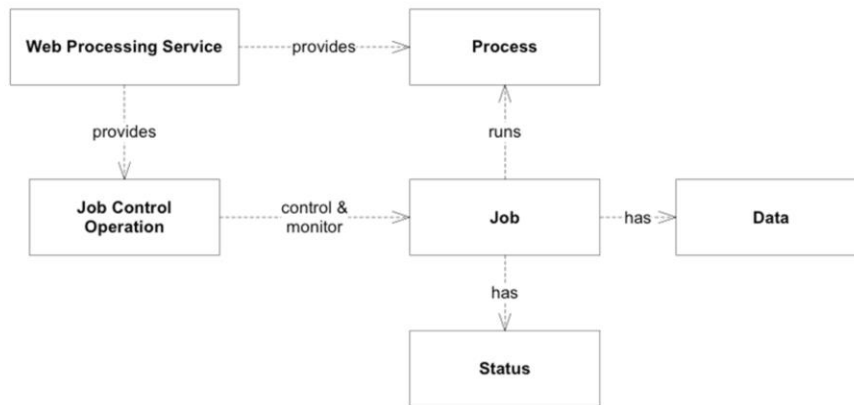 Web Processing Service
provides
Process
provides
runs
Job Control
Operation
control &
monitor
Job
has
Data
has
Status